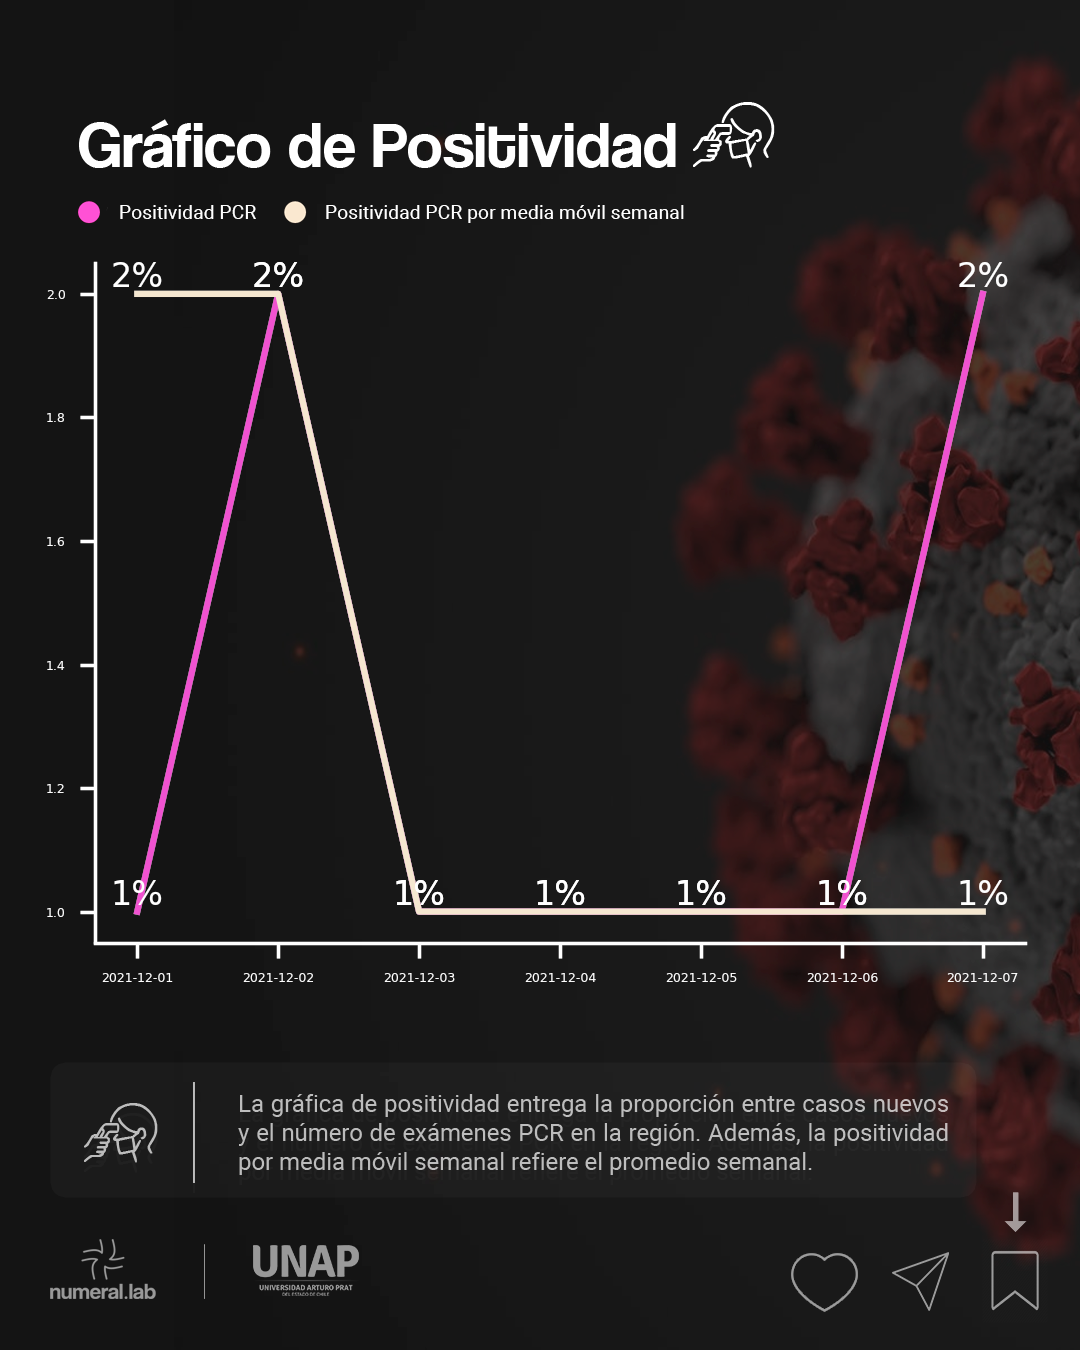 Gráfico de Positividad
Positividad PCR
Positividad PCR por media móvil semanal
2% 2% 2%
2.0
1.8
1.6
1.4
1.2
1% 1% 1% 1% 1% 1%
1.0
2021-12-01 2021-12-02 2021-12-03 2021-12-04 2021-12-05 2021-12-06 2021-12-07
La gráfica de positividad entrega la proporción entre casos nuevos
y el número de exámenes PCR en la región. Además, la positividad
por media móvil semanal refiere el promedio semanal.
numeral.lab
UNAP
UNIVERSIDAD ARTURO PRAT
DEL ESTADO DE CHILE